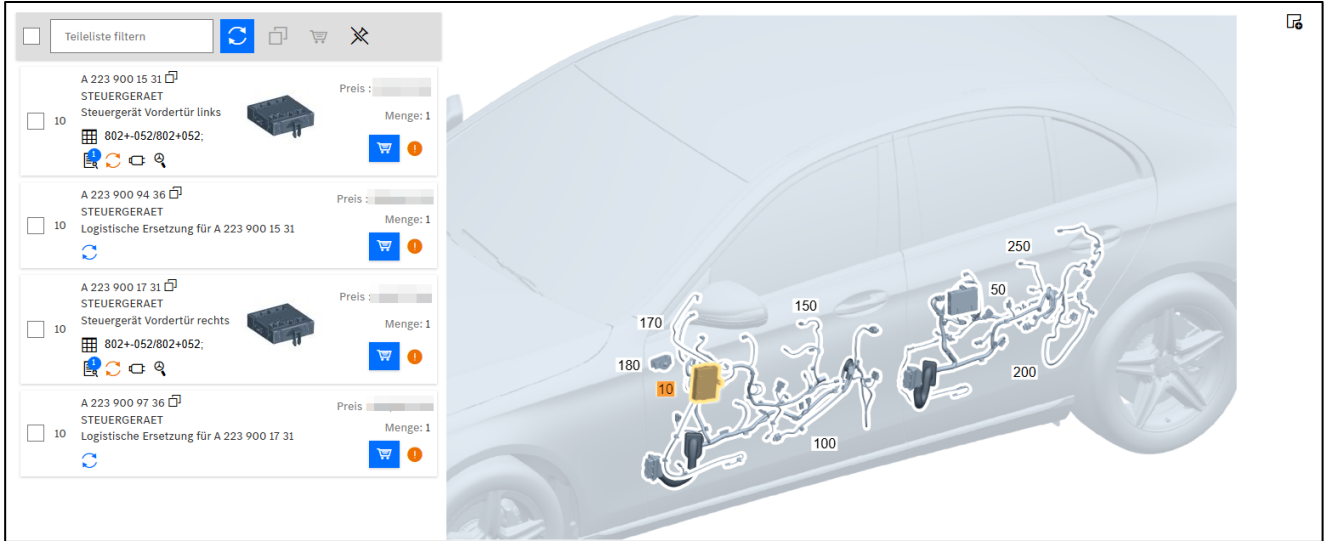 Teileliste filtern
A 223 900 15 31
STEUERGERAET
Steuergerät Vordertür links
10
802+-052/802+052;
1
Preis :
Menge: 1
A 223 900 94 36
STEUERGERAET
10
Logistische Ersetzung für A 223 900 15 31
Preis :
Menge: 1
A 223 900 17 31
STEUERGERAET
Steuergerät Vordertür rechts
10
802+-052/802+052;
1
Preis :
Menge: 1
A 223 900 97 36
STEUERGERAET
10
Logistische Ersetzung für A 223 900 17 31
Preis
Menge: 1
250
50
150
170
180
10
200
100